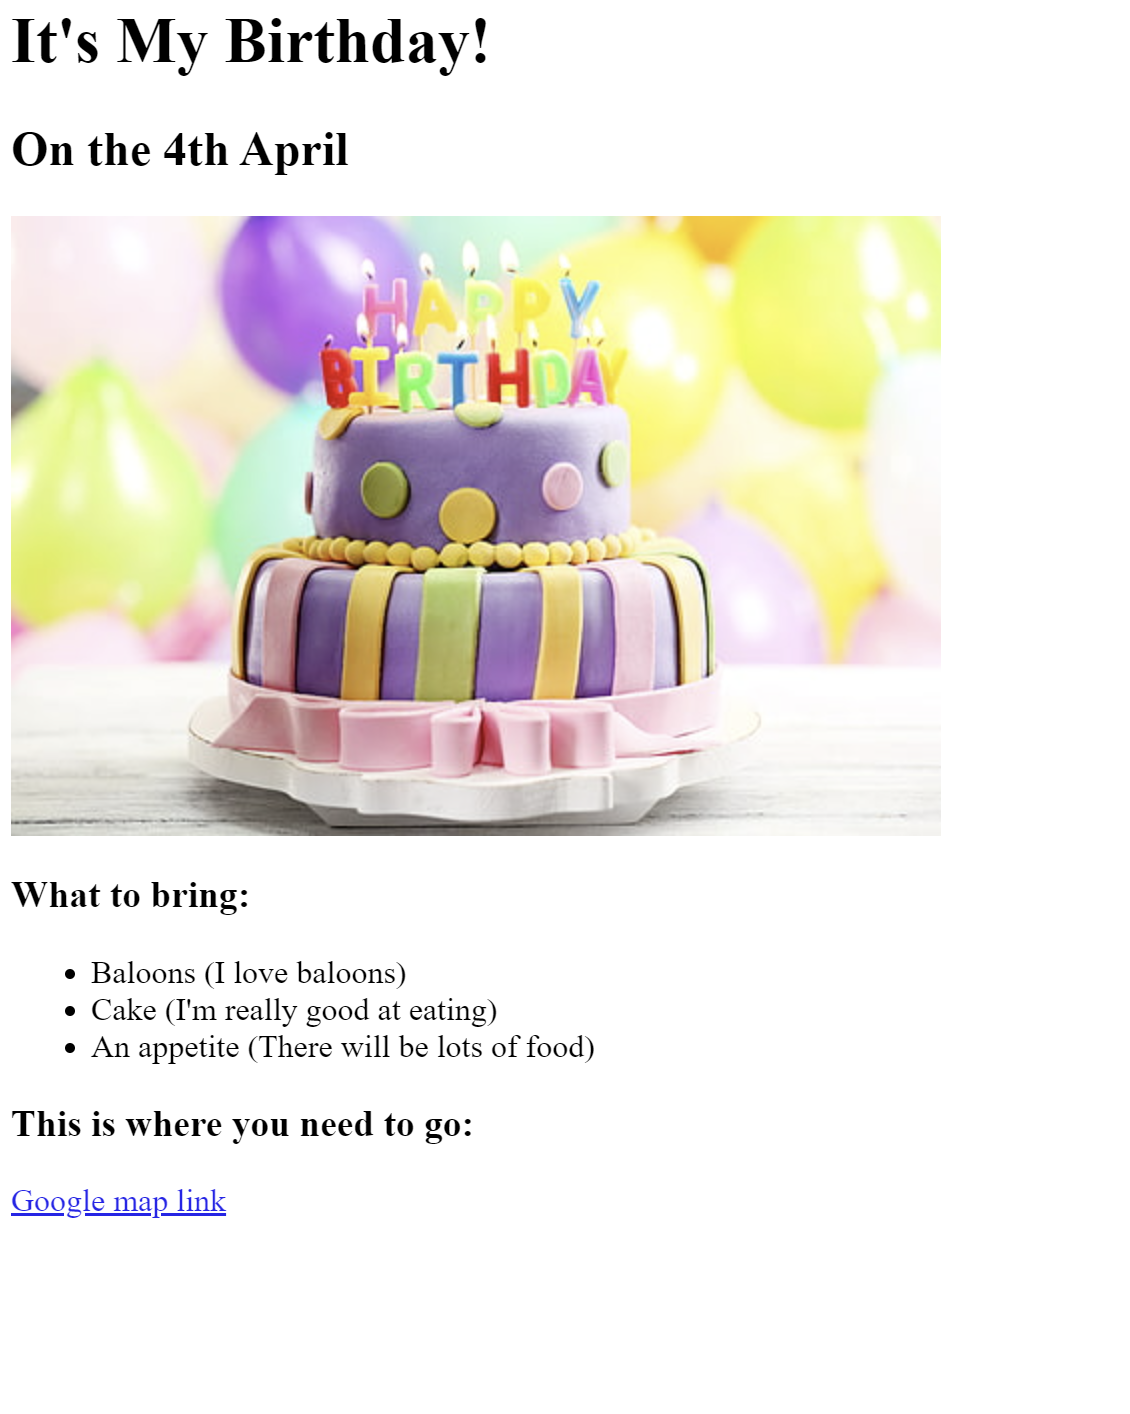 It's My Birthday!
On the 4th April
HAPPY
BIRTHDAY
What to bring:
Baloons (I love baloons)
Cake (I'm really good at eating)
An appetite (There will be lots of food)
This is where you need to go:
Google map link